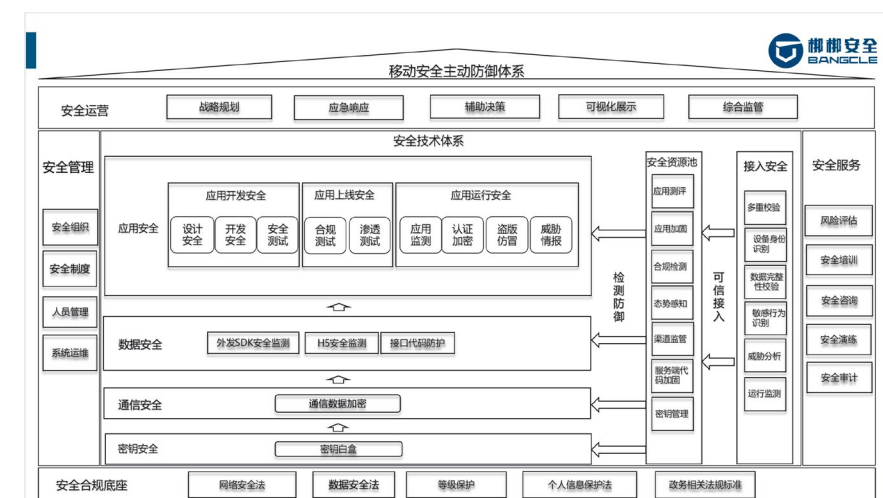 梆梆安全
BANGCLE
移动安全主动防御体系
安全运营
战略规划
应急响应
辅助决策
可视化展示
综合监管
安全管理
安全组织
安全制度
人员管理
系统运维
安全技术体系
应用安全
应用开发安全
设计
安全
开发
安全
安全
测试
应用上线安全
合规
测试
渗透
测试
应用运行安全
应用
监测
认证
加密
盗版
仿冒
威胁
情报
数据安全
外发SDK安全监测
H5安全监测
接口代码防护
通信安全
通信数据加密
密钥安全
密钥白盒
检测防御
安全资源池
应用测评
应用加固
合规检测
态势感知
渠道监管
服务端代
码加固
密钥管理
可信接入
接入安全
多重校验
设备身份
识别
数据完整
性校验
敏感行为
识别
威胁分析
运行监测
安全服务
风险评估
安全培训
安全咨询
安全演练
安全审计
安全合规底座
网络安全法
数据安全法
等级保护
个人信息保护法
政务相关法规标准